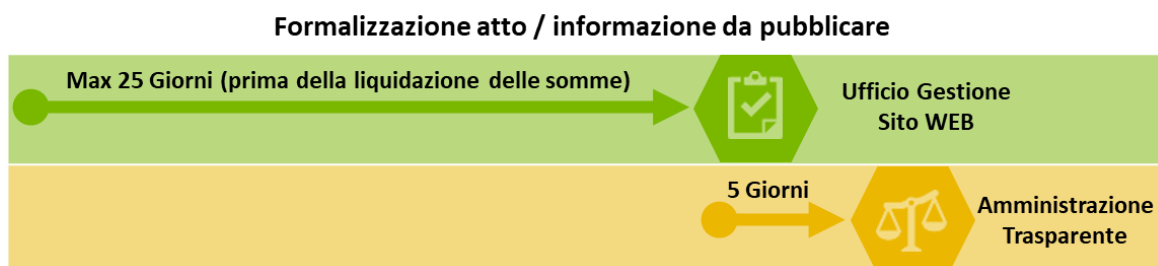 Formalizzazione atto / informazione da pubblicare
Max 25 Giorni (prima della liquidazione delle somme)
Ufficio Gestione
Sito WEB
5 Giorni
Amministrazione
Trasparente